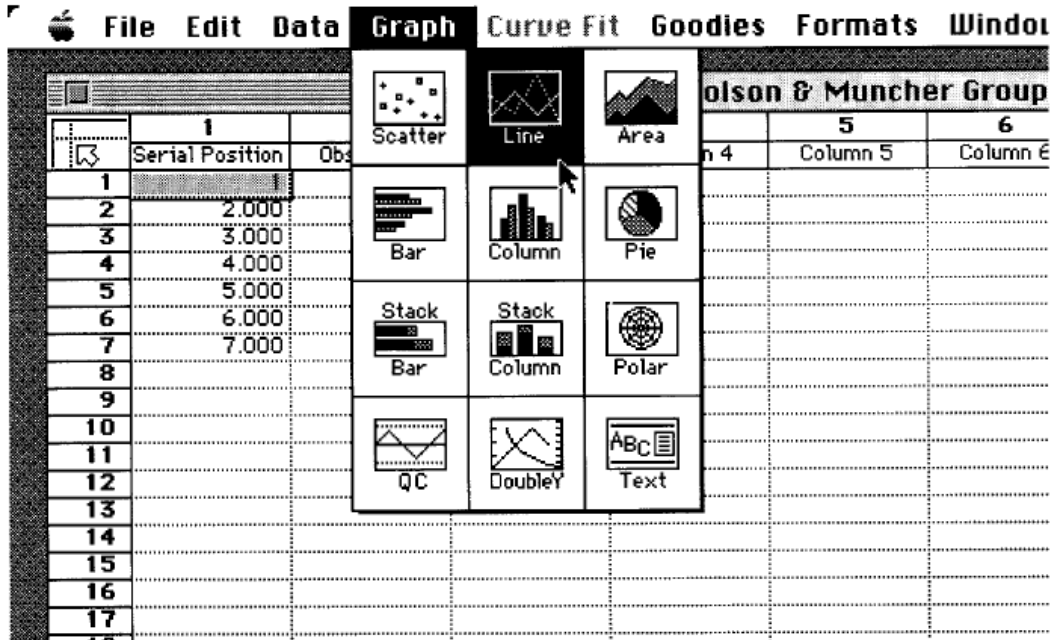 File Edit Data Graph Curve Fit Goodies Formats
olson & Muncher Group
1 5 6
Serial Position n 4 Column 5 Column
Scatter Line Area
1 1
2 2.000
3 3.000
4 4.000
5 5.000
6 6.000
7 7.000
8
9
10
11
12
13
14
15
16
17
Bar Column Pie
Stack Stack
Bar Column Polar
ABC
QC DoubleY Text